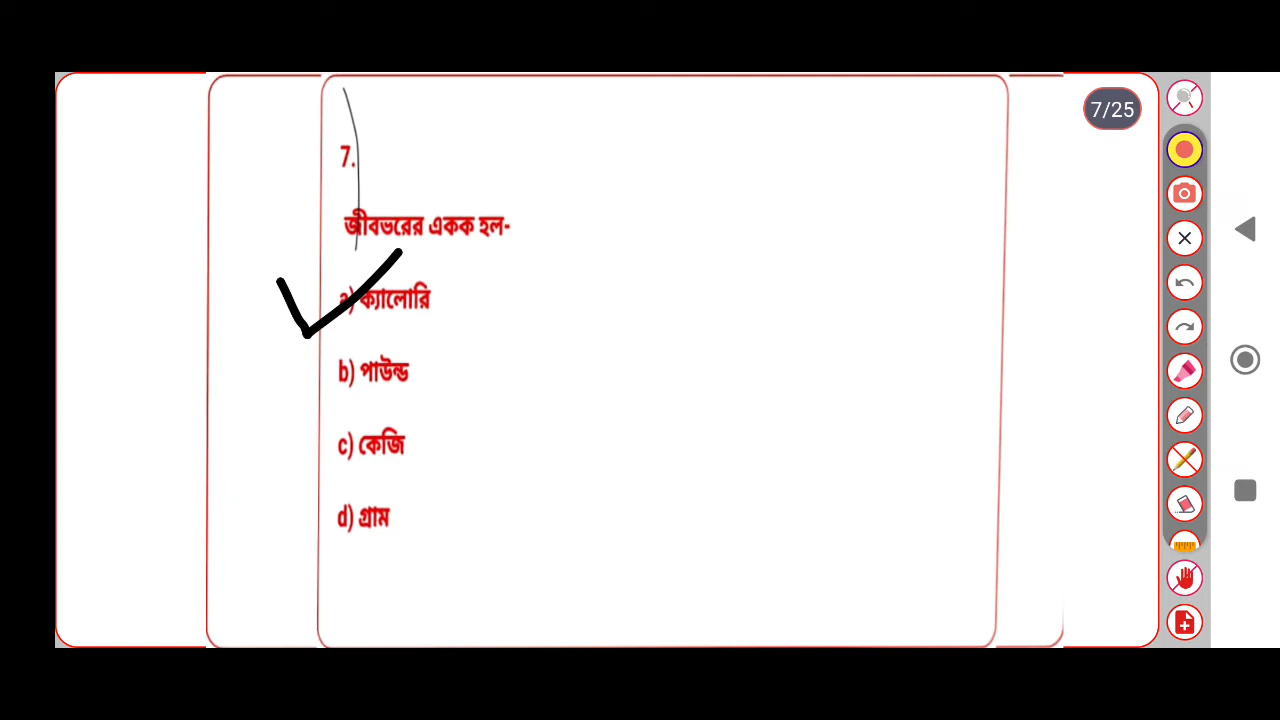 7/25
7.
জীবভরের একক হল-
a) ক্যালোরি
b) পাউন্ড
c) কেজি
d) গ্রাম